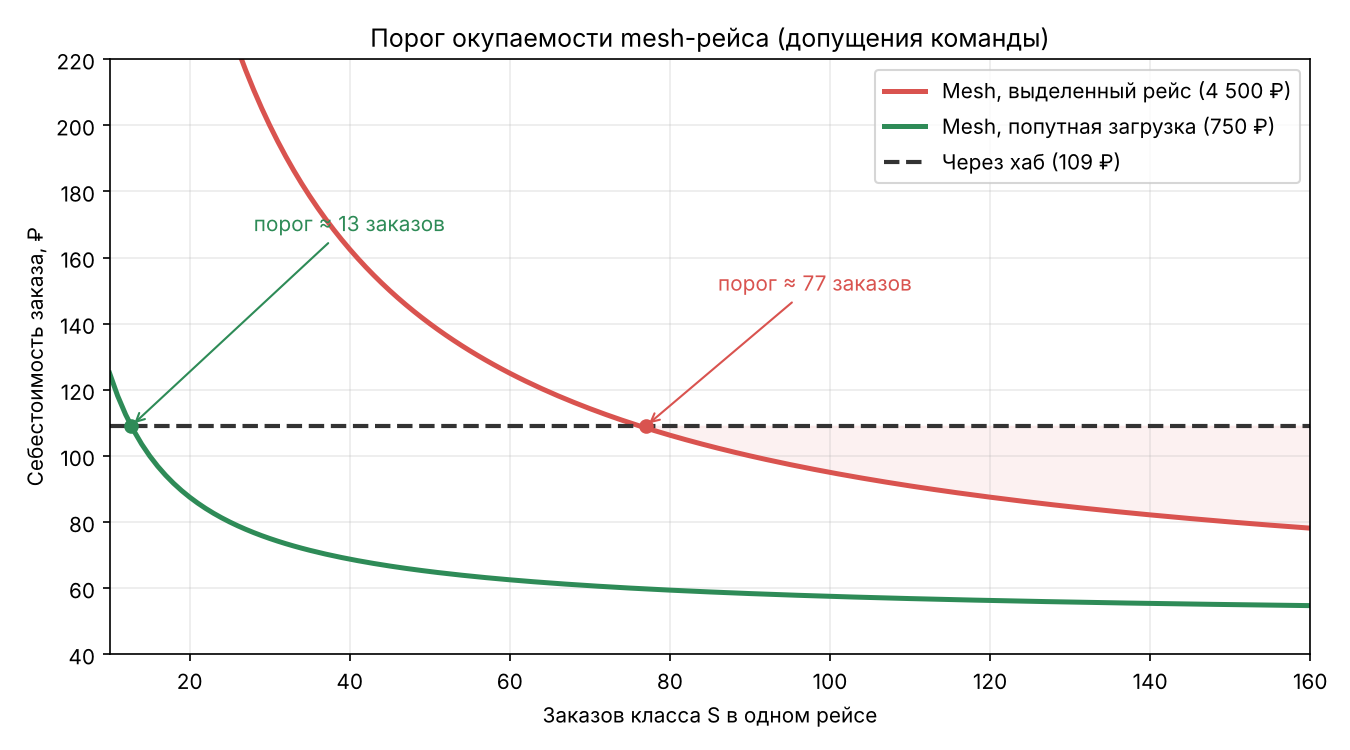 Порог окупаемости mesh-рейса (допущения команды)
Mesh, выделенный рейс (4 500 ₽)
Mesh, попутная загрузка (750 ₽)
Через хаб (109 ₽)
порог ≈ 13 заказов
порог ≈ 77 заказов
Себестоимость заказа, ₽
220
200
180
160
140
120
100
80
60
40
20 40 60 80 100 120 140 160
Заказов класса S в одном рейсе